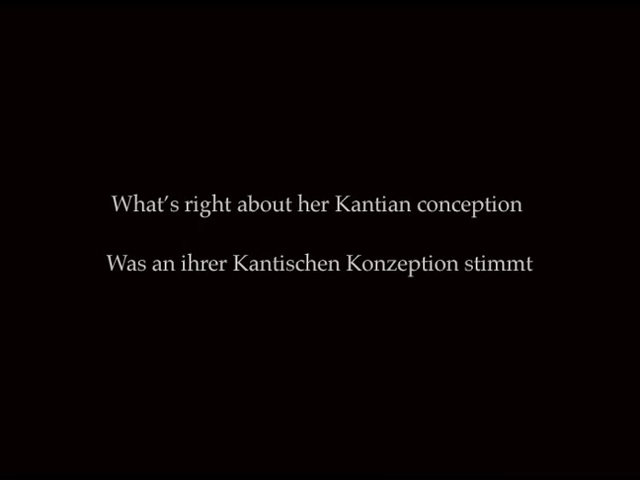 What’s right about her Kantian conception
Was an ihrer Kantischen Konzeption stimmt